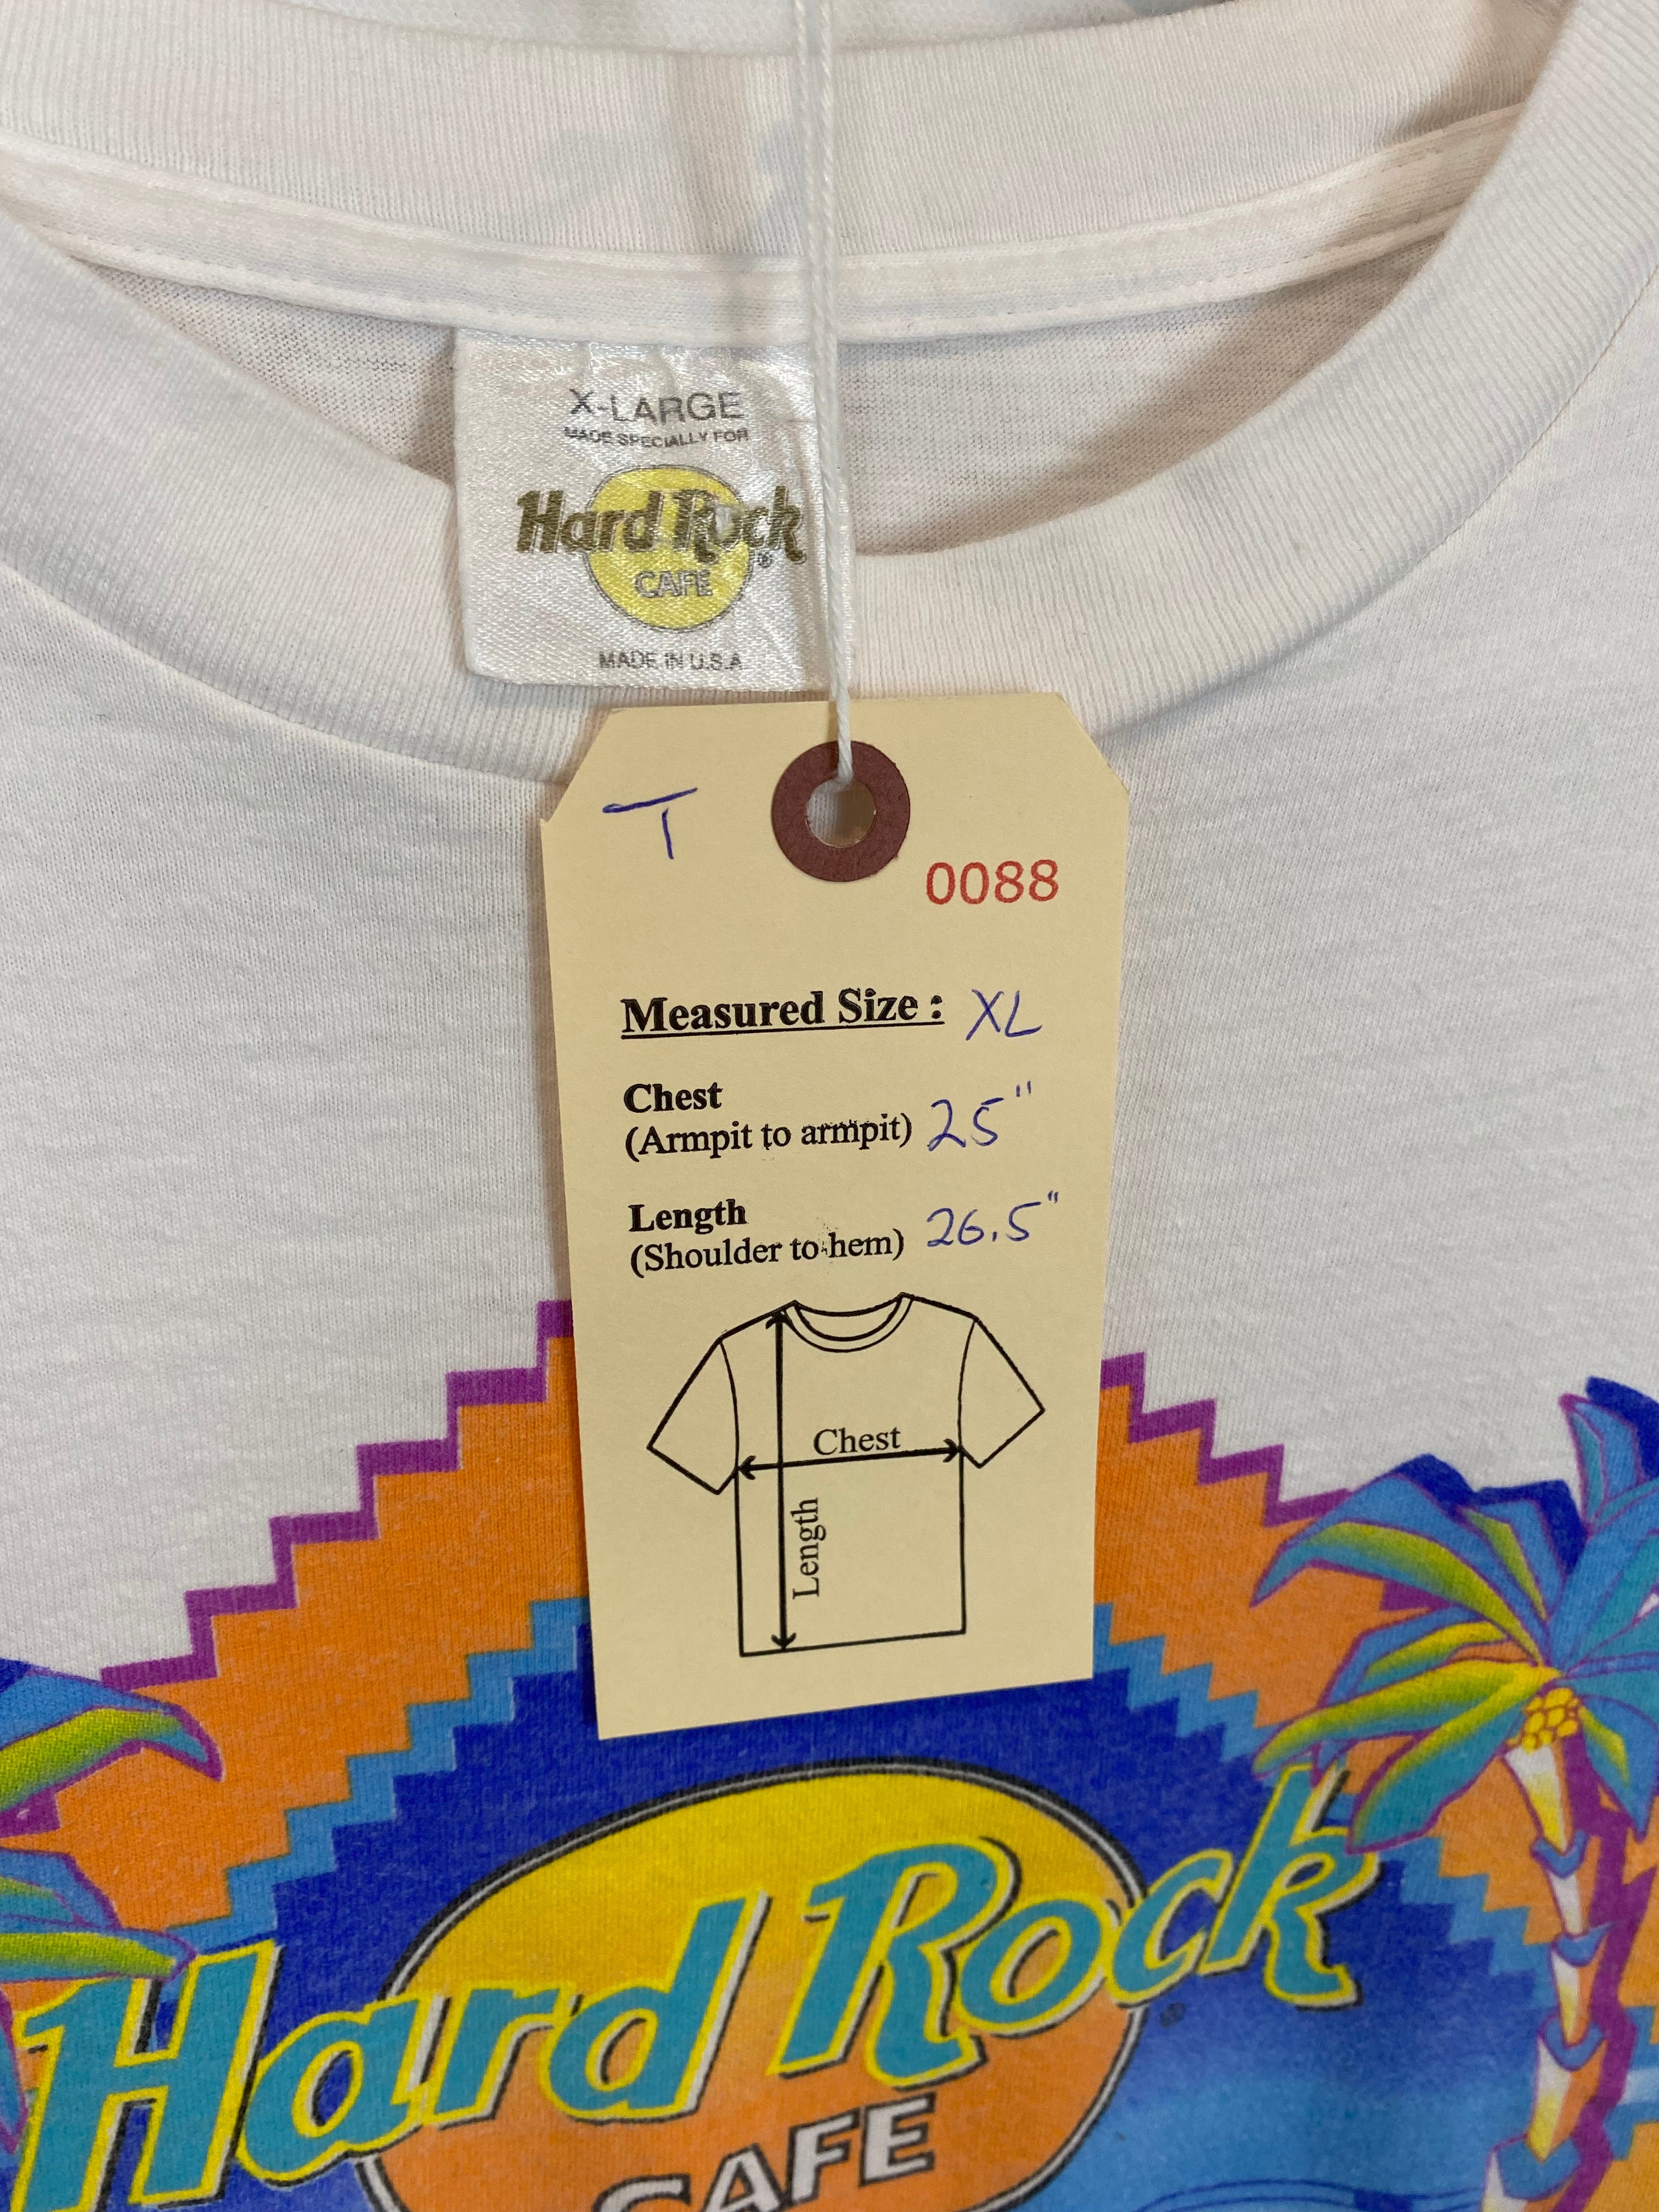 X-LARGE
MADE SPECIALLY FOR
Hard Rock
®
CAFE
MADE IN U.S.A
T
0088
Measured Size : XL
Chest
(Armpit to armpit) 25"
Length
(Shoulder to hem) 26.5"
Chest
Length
Hard Rock
®
CAFE